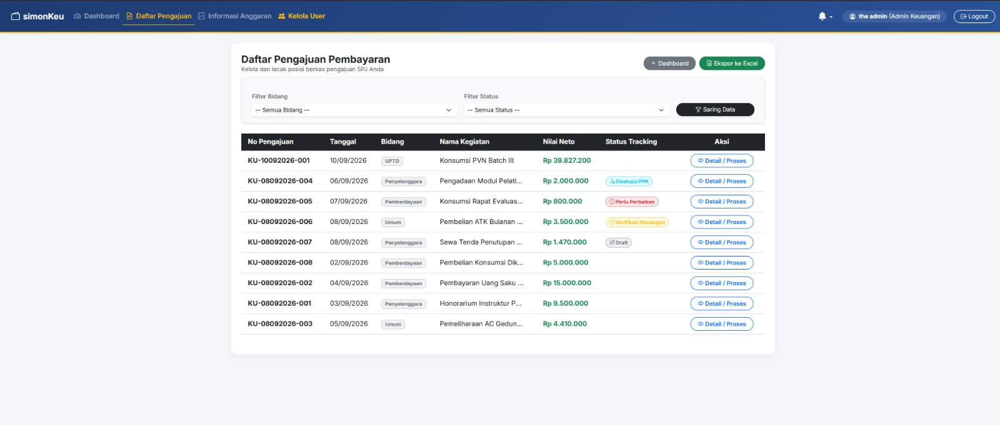 simonKeu Dashboard Daftar Pengajuan Informasi Anggaran Kelola User the admin (Admin Keuangan) Logout
Daftar Pengajuan Pembayaran
Kelola dan lacak posisi berkas pengajuan SPJ Anda
Dashboard Ekspor ke Excel
Filter Bidang Filter Status
-- Semua Bidang -- -- Semua Status -- Saring Data
No Pengajuan Tanggal Bidang Nama Kegiatan Nilai Neto Status Tracking Aksi
KU-10092026-001 10/09/2026 UPTD Konsumsi PVN Batch III Rp 39.827.200 Detail / Proses
KU-08092026-004 06/09/2026 Penyelenggara Pengadaan Modul Pelati... Rp 2.000.000 Disetujui PPK Detail / Proses
KU-08092026-005 07/09/2026 Pemberdayaan Konsumsi Rapat Evaluas... Rp 800.000 Perlu Perbaikan Detail / Proses
KU-08092026-006 08/09/2026 Umum Pembelian ATK Bulanan ... Rp 3.500.000 Verifikasi Keuangan Detail / Proses
KU-08092026-007 08/09/2026 Penyelenggara Sewa Tenda Penutupan ... Rp 1.470.000 Draft Detail / Proses
KU-08092026-008 02/09/2026 Pemberdayaan Pembelian Konsumsi Dik... Rp 5.000.000 Detail / Proses
KU-08092026-002 04/09/2026 Pemberdayaan Pembayaran Uang Saku ... Rp 15.000.000 Detail / Proses
KU-08092026-001 03/09/2026 Penyelenggara Honorarium Instruktur P... Rp 9.500.000 Detail / Proses
KU-08092026-003 05/09/2026 Umum Pemeliharaan AC Gedun... Rp 4.410.000 Detail / Proses